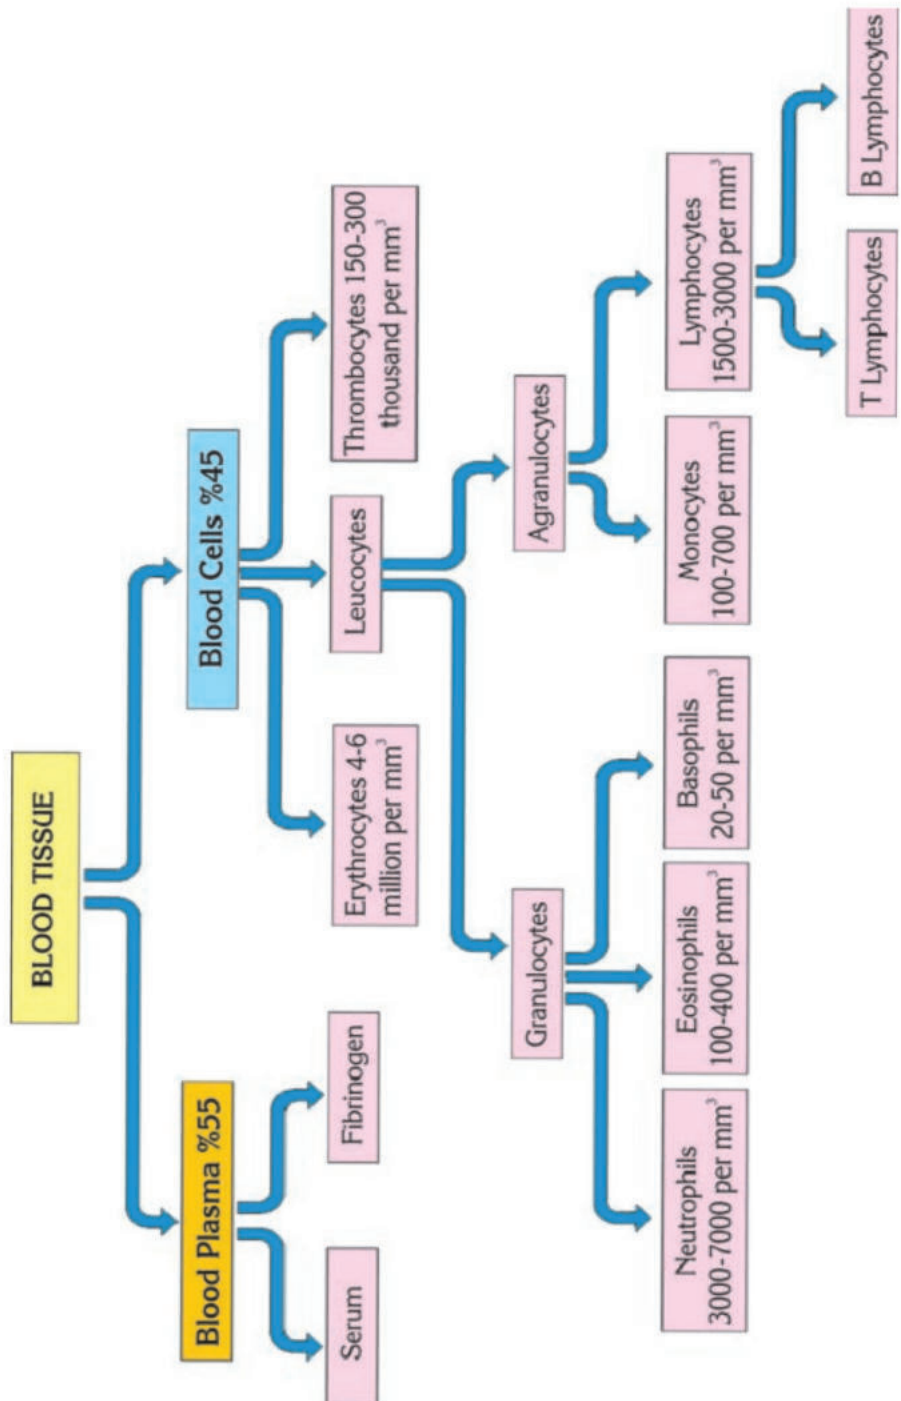 BLOOD TISSUE
Blood Plasma %55
Blood Cells %45
Serum
Fibrinogen
Erythrocytes 4-6
million per mm³
Leucocytes
Thrombocytes 150-300
thousand per mm³
Granulocytes
Agranulocytes
Neutrophils
3000-7000 per mm³
Eosinophils
100-400 per mm³
Basophils
20-50 per mm³
Monocytes
100-700 per mm³
Lymphocytes
1500-3000 per mm³
T Lymphocytes
B Lymphocytes